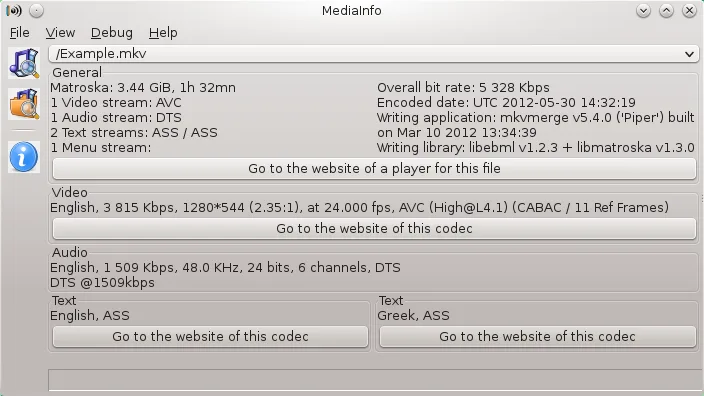 MediaInfo
File View Debug Help
/Example.mkv
General
Matroska: 3.44 GiB, 1h 32mn
1 Video stream: AVC
1 Audio stream: DTS
2 Text streams: ASS / ASS
1 Menu stream:
Overall bit rate: 5 328 Kbps
Encoded date: UTC 2012-05-30 14:32:19
Writing application: mkvmerge v5.4.0 ('Piper') built
on Mar 10 2012 13:34:39
Writing library: libebml v1.2.3 + libmatroska v1.3.0
Go to the website of a player for this file
Video
English, 3 815 Kbps, 1280*544 (2.35:1), at 24.000 fps, AVC (High@L4.1) (CABAC / 11 Ref Frames)
Go to the website of this codec
Audio
English, 1 509 Kbps, 48.0 KHz, 24 bits, 6 channels, DTS
DTS @1509kbps
Text
English, ASS
Go to the website of this codec
Text
Greek, ASS
Go to the website of this codec